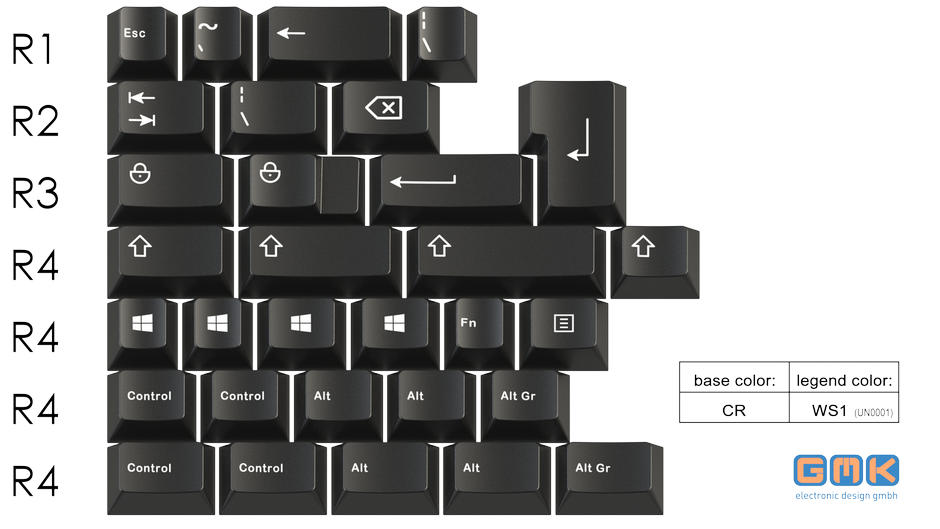 R1 Esc ~ ` ← ¦ \
R2 ¦ \
R3
R4
R4 Fn
R4 Control Control Alt Alt Alt Gr
R4 Control Control Alt Alt Alt Gr
base color: legend color:
CR WS1 (UN0001)
GMK
electronic design gmbh